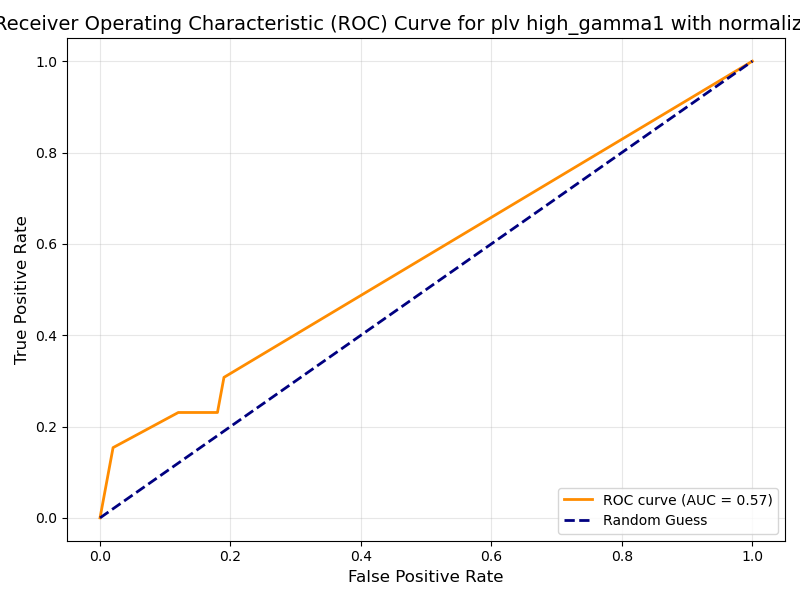 Receiver Operating Characteristic (ROC) Curve for plv high_gamma1 with normaliz
1.0
0.8
0.6
0.4
0.2
0.0
True Positive Rate
0.0 0.2 0.4 0.6 0.8 1.0
False Positive Rate
ROC curve (AUC = 0.57)
Random Guess